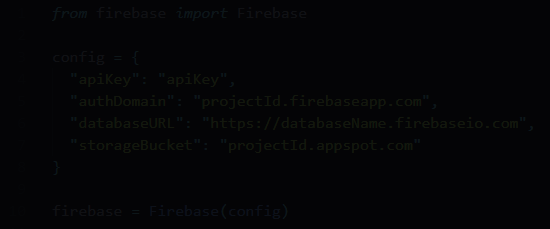 from firebase import Firebase

config = {
  "apiKey": "apiKey",
  "authDomain": "projectId.firebaseapp.com",
  "databaseURL": "https://databaseName.firebaseio.com",
  "storageBucket": "projectId.appspot.com"
}

firebase = Firebase(config)